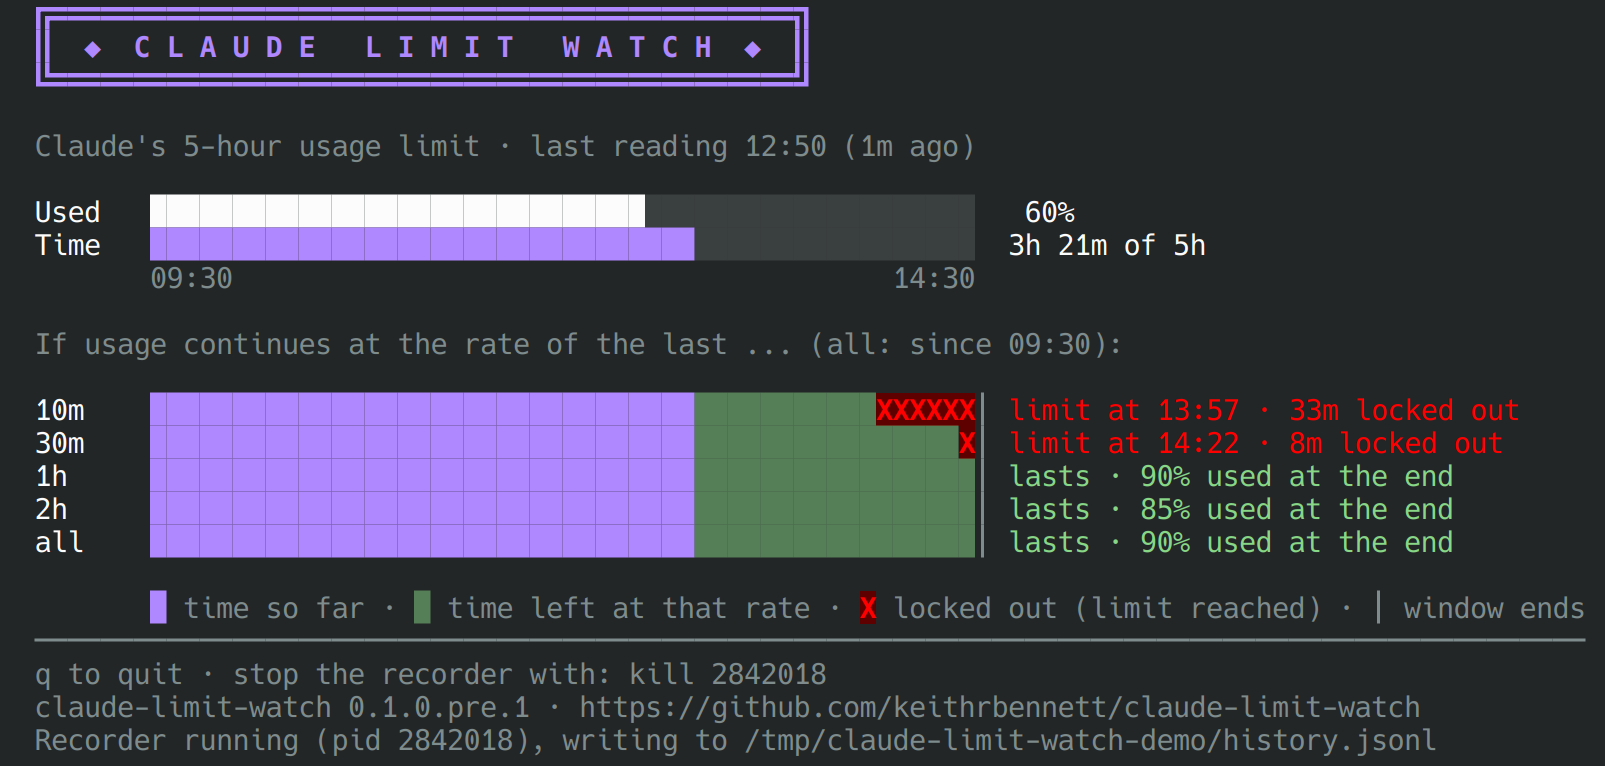 ◆ CLAUDE LIMIT WATCH ◆
Claude's 5-hour usage limit · last reading 12:50 (1m ago)
Used 60%
Time 3h 21m of 5h
09:30 14:30
If usage continues at the rate of the last ... (all: since 09:30):
10m XXXXXX limit at 13:57 · 33m locked out
30m X limit at 14:22 · 8m locked out
1h lasts · 90% used at the end
2h lasts · 85% used at the end
all lasts · 90% used at the end
time so far · time left at that rate · X locked out (limit reached) · | window ends
q to quit · stop the recorder with: kill 2842018
claude-limit-watch 0.1.0.pre.1 · https://github.com/keithrbennett/claude-limit-watch
Recorder running (pid 2842018), writing to /tmp/claude-limit-watch-demo/history.jsonl